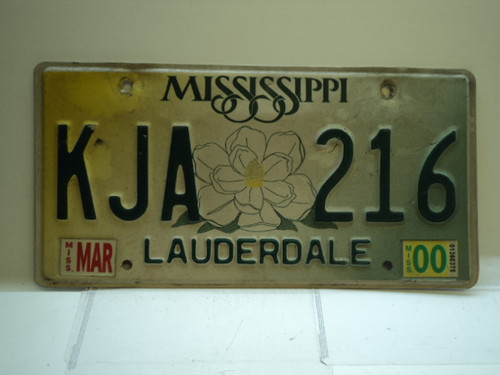 MISSISSIPPI
KJA 216
MISS. MAR
LAUDERDALE
MISS 00